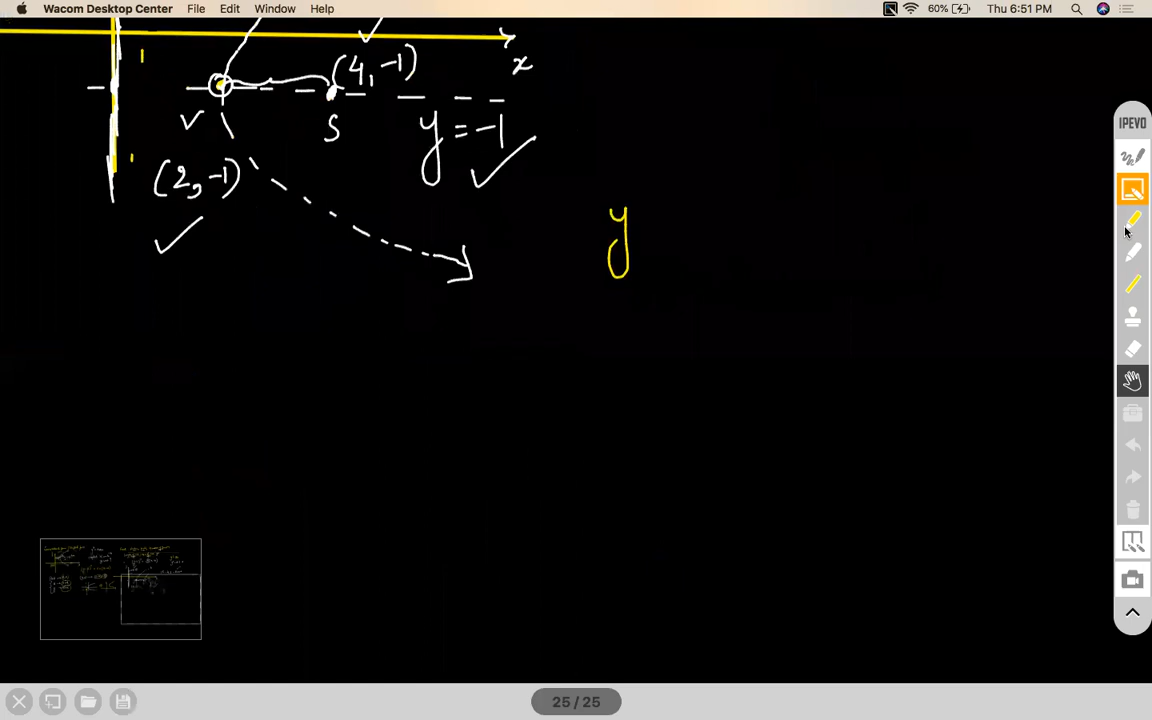 Wacom Desktop Center File Edit Window Help 60% Thu 6:51 PM
x
(4, -1)
V
S
y = -1
(2, -1)
y
IPEVO
25 / 25